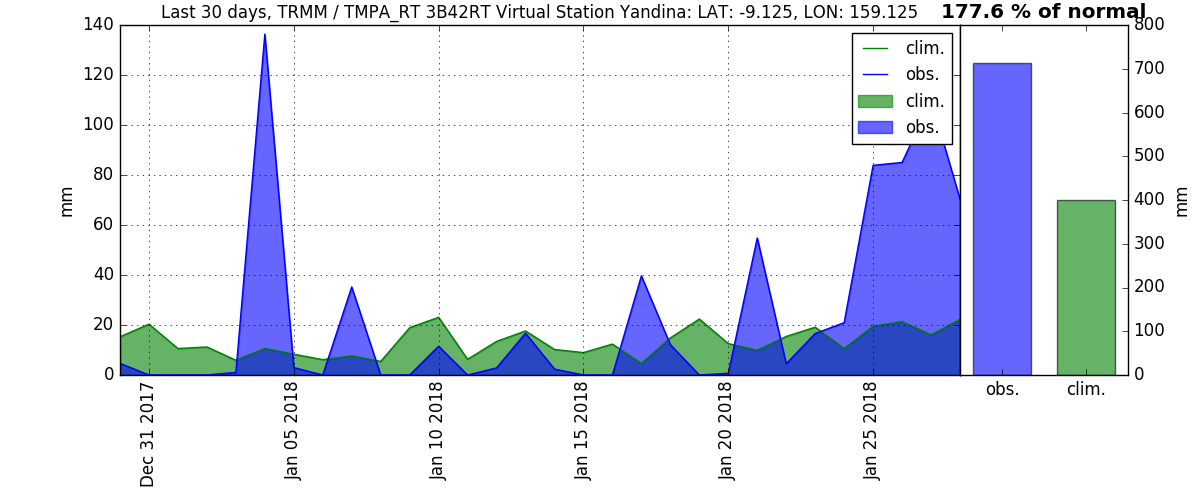 Last 30 days, TRMM / TMPA_RT 3B42RT Virtual Station Yandina: LAT: -9.125, LON: 159.125
177.6 % of normal
140
120
100
80
60
40
20
0
mm
clim.
obs.
clim.
obs.
Dec 31 2017
Jan 05 2018
Jan 10 2018
Jan 15 2018
Jan 20 2018
Jan 25 2018
800
700
600
500
400
300
200
100
0
mm
obs.
clim.